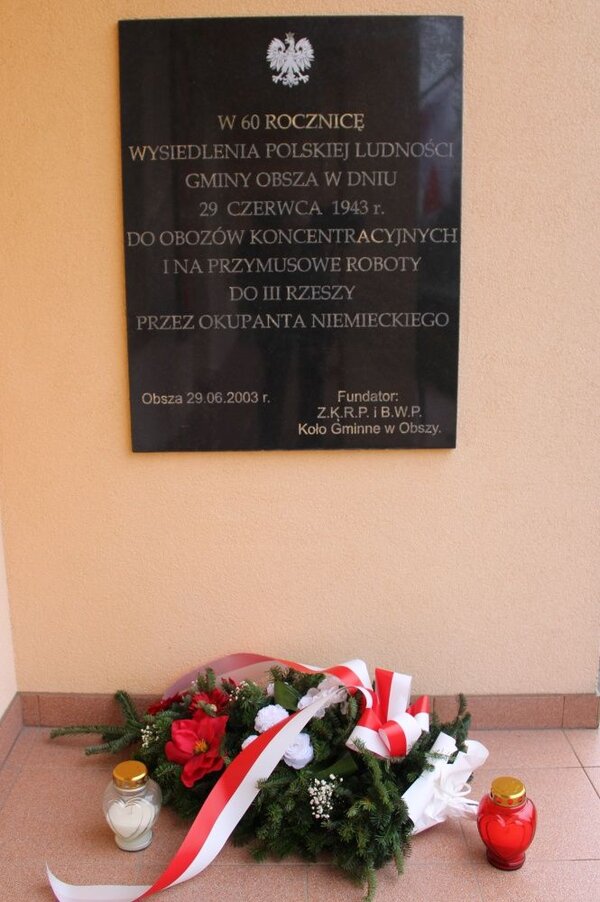 W 60 ROCZNICĘ
WYSIEDLENIA POLSKIEJ LUDNOŚCI
GMINY OBSZA W DNIU
29 CZERWCA 1943 r.
DO OBOZÓW KONCENTRACYJNYCH
I NA PRZYMUSOWE ROBOTY
DO III RZESZY
PRZEZ OKUPANTA NIEMIECKIEGO
Obsza 29.06.2003 r.
Fundator:
Z.K.R.P. i B.W.P.
Koło Gminne w Obszy.